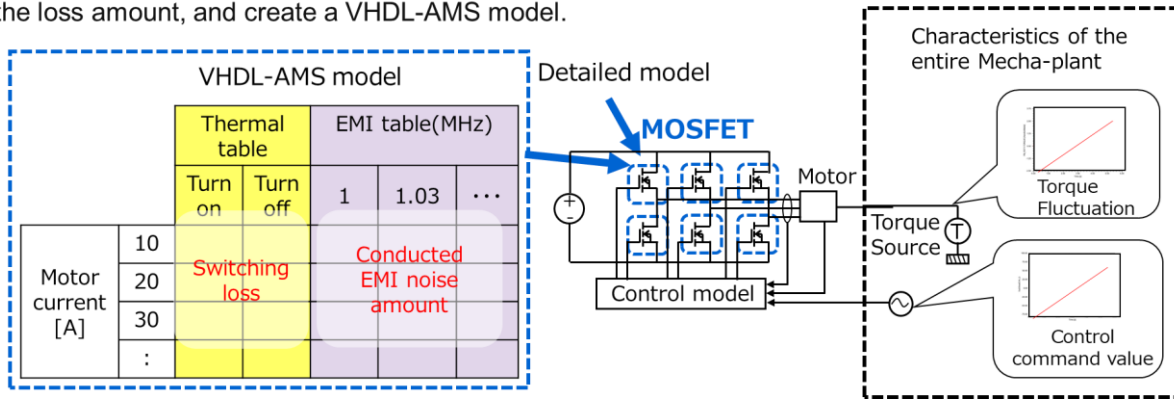 the loss amount, and create a VHDL-AMS model.
VHDL-AMS model
Thermal
table
EMI table(MHz)
Turn
on
Turn
off
1
1.03
···
Motor
current
[A]
10
20
30
:
Switching
loss
Conducted
EMI noise
amount
Detailed model
MOSFET
+
-
Motor
Control model
Characteristics of the
entire Mecha-plant
Torque
Fluctuation
Torque
Source
T
Control
command value